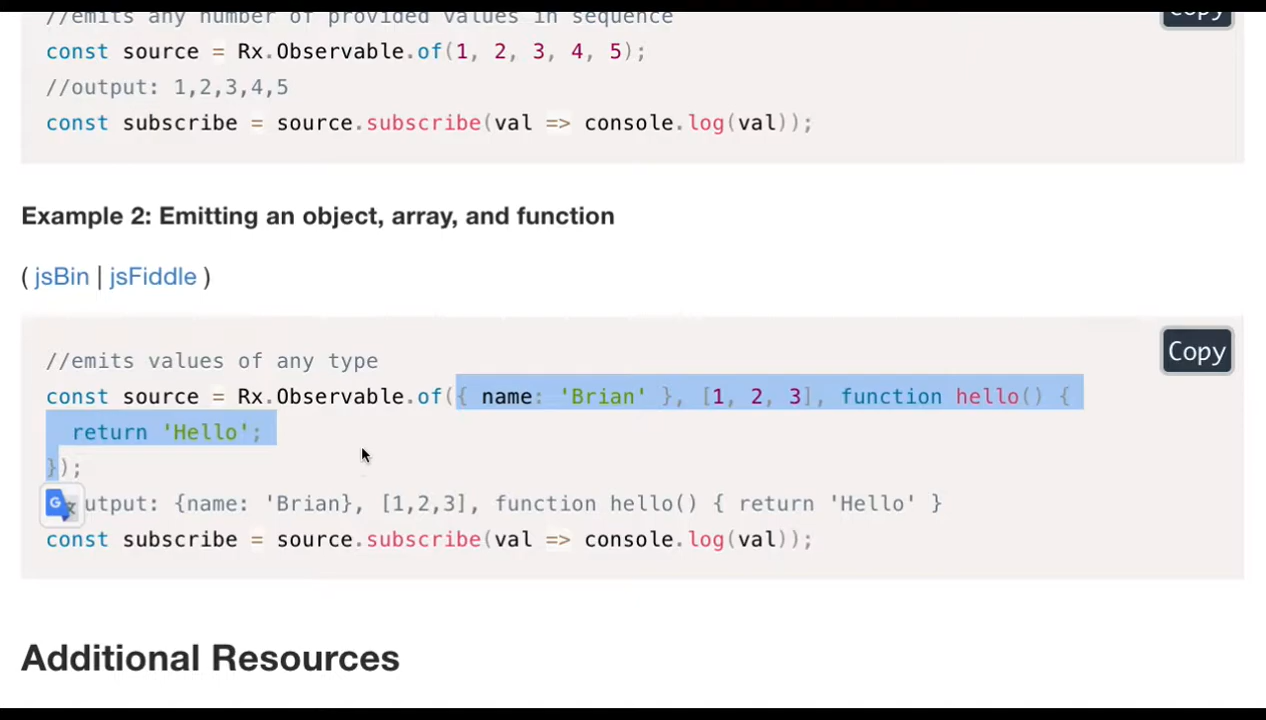 //emits any number of provided values in sequence
Copy
const source = Rx.Observable.of(1, 2, 3, 4, 5);
//output: 1,2,3,4,5
const subscribe = source.subscribe(val => console.log(val));
Example 2: Emitting an object, array, and function
( jsBin | jsFiddle )
Copy
//emits values of any type
const source = Rx.Observable.of({ name: 'Brian' }, [1, 2, 3], function hello() {
return 'Hello';
});
utput: {name: 'Brian}, [1,2,3], function hello() { return 'Hello' }
const subscribe = source.subscribe(val => console.log(val));
Additional Resources